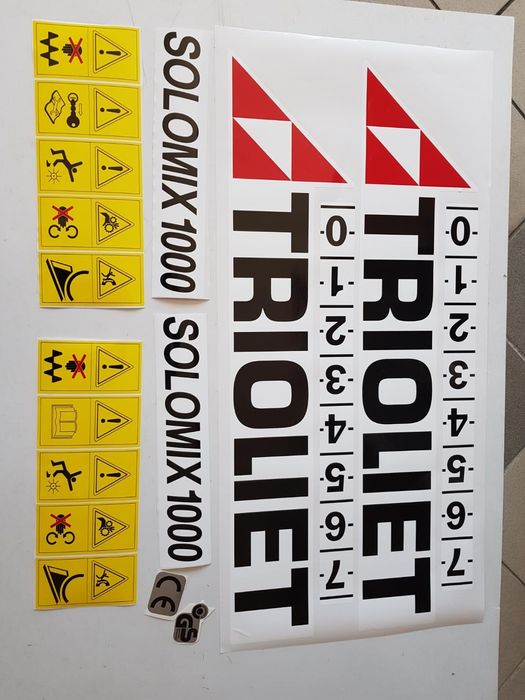 SOLOMIX 1000
SOLOMIX 1000
TRIOLIET
-0-
-1-
-2-
-3-
-4-
-5-
-6-
-7-
TRIOLIET
-0-
-1-
-2-
-3-
-4-
-5-
-6-
-7-
CE
GS